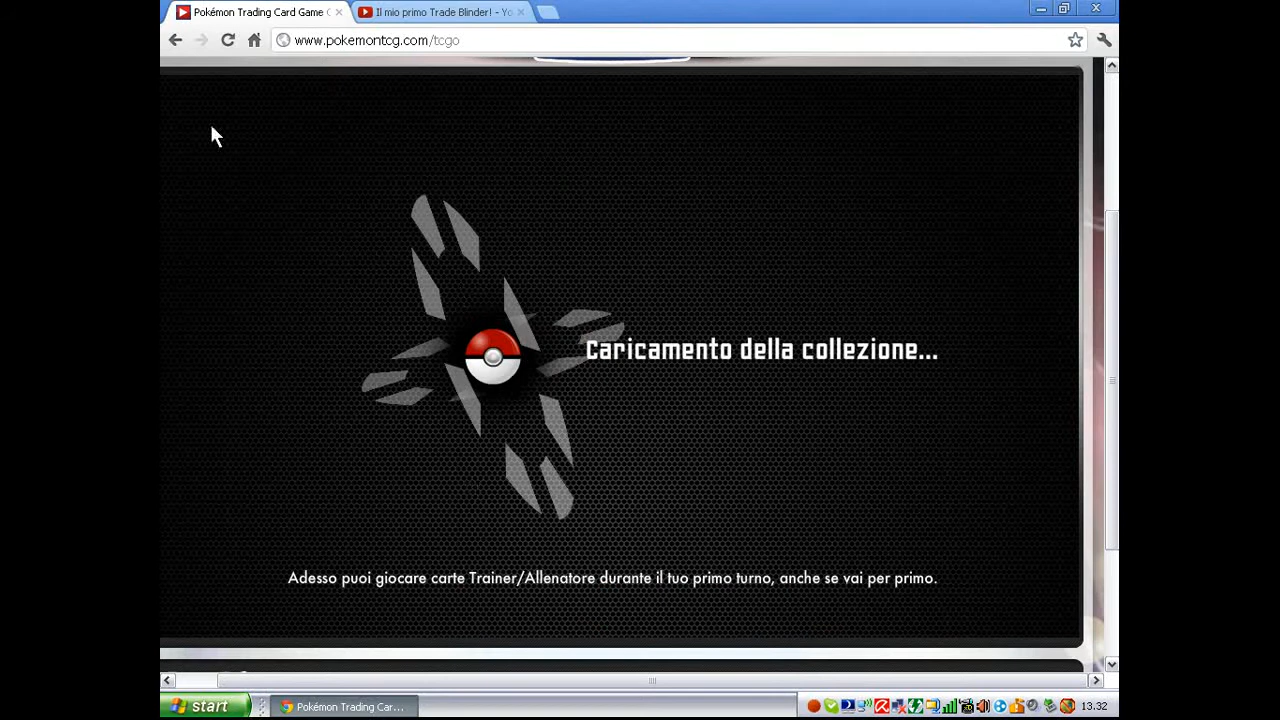 Pokémon Trading Card Game
Il mio primo Trade Blinder! - Yo
www.pokemontcg.com/tcgo
Caricamento della collezione...
Adesso puoi giocare carte Trainer/Allenatore durante il tuo primo turno, anche se vai per primo.
start
Pokémon Trading Car...
13.32